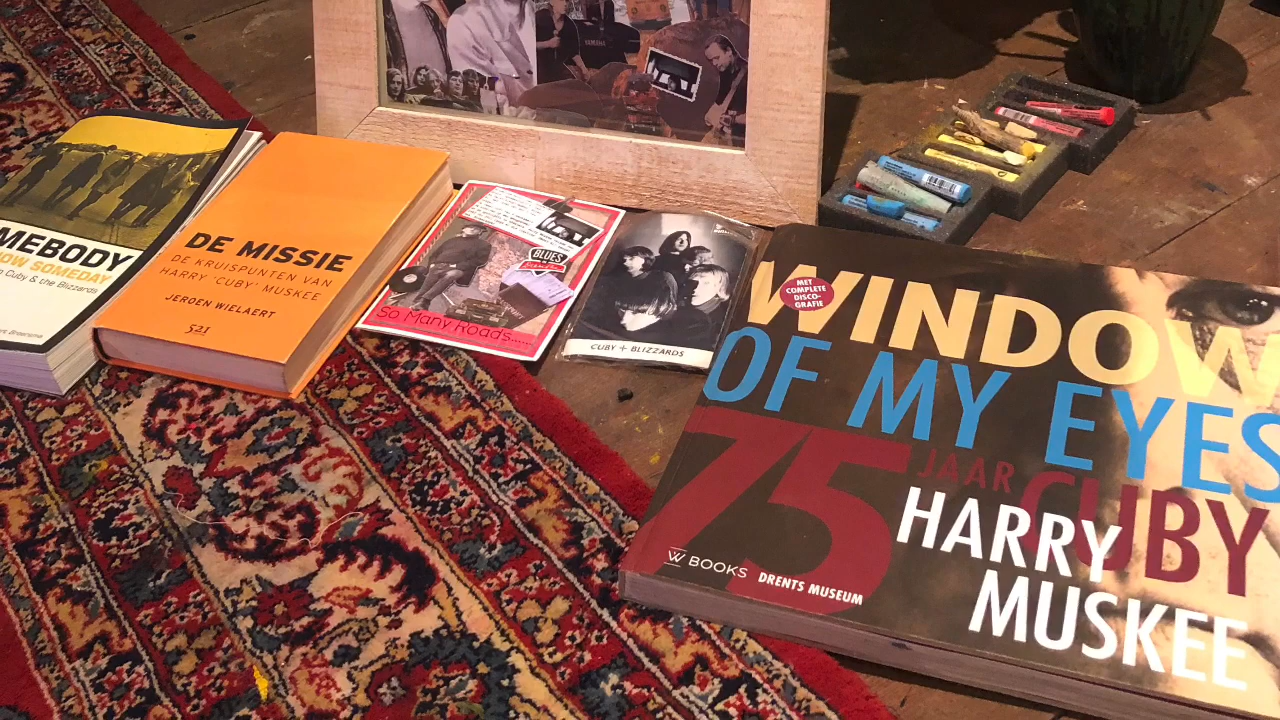 MEBODY
OW SOMEDAY
Cuby & the Blizzards
DE MISSIE
DE KRUISPUNTEN VAN
HARRY 'CUBY' MUSKEE
JEROEN WIELAERT
521
BLUES
So Many Roads......
CUBY + BLIZZARDS
YAMAHA
MET
COMPLETE
DISCO-
GRAFIE
WINDOW
OF MY EYES
75
JAAR
CUBY
HARRY
MUSKEE
W BOOKS
DRENTS MUSEUM